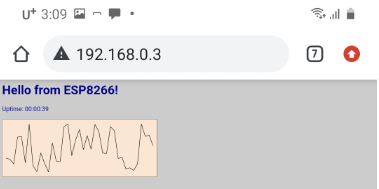 U⁺ 3:09
192.168.0.3
7
Hello from ESP8266!
Uptime: 00:00:39